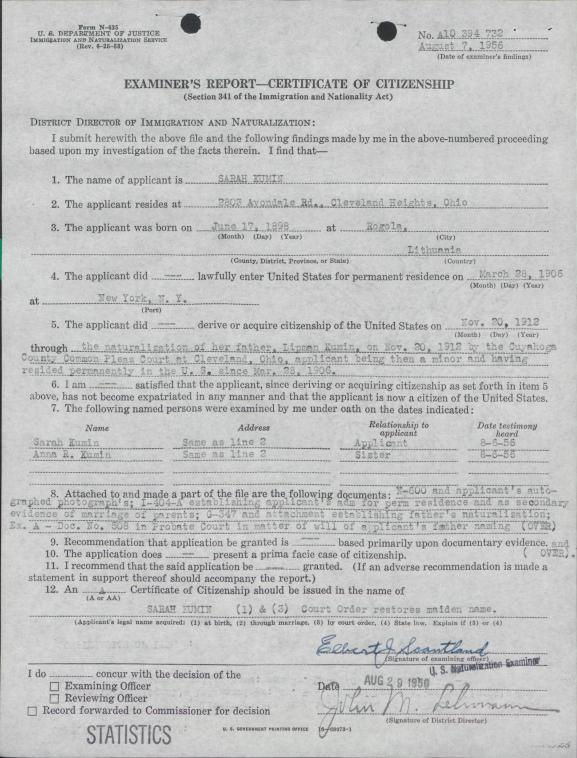 Form N-425
U. S. DEPARTMENT OF JUSTICE
IMMIGRATION AND NATURALIZATION SERVICE
(Rev. 6-25-53)
No. A10 394 732
August 7, 1956
(Date of examiner's findings)
EXAMINER'S REPORT—CERTIFICATE OF CITIZENSHIP
(Section 341 of the Immigration and Nationality Act)
DISTRICT DIRECTOR OF IMMIGRATION AND NATURALIZATION:
I submit herewith the above file and the following findings made by me in the above-numbered proceeding
based upon my investigation of the facts therein. I find that—
1. The name of applicant is SARAH KUMIN
2. The applicant resides at 2803 Avondale Rd., Cleveland Heights, Ohio
3. The applicant was born on June 17, 1898 at Rogola,
(Month) (Day) (Year) (City)
Lithuania
(County, District, Province, or State) (Country)
4. The applicant did --- lawfully enter United States for permanent residence on March 28, 1906
(Month) (Day) (Year)
at New York, N. Y.
(Port)
5. The applicant did --- derive or acquire citizenship of the United States on Nov. 20, 1912
(Month) (Day) (Year)
through the naturalization of her father, Lipman Kumin, on Nov. 20, 1912 by the Cuyahoga
County Common Pleas Court at Cleveland, Ohio, applicant being then a minor and having
resided permanently in the U. S. since Mar. 28, 1906.
6. I am --- satisfied that the applicant, since deriving or acquiring citizenship as set forth in item 5
above, has not become expatriated in any manner and that the applicant is now a citizen of the United States.
7. The following named persons were examined by me under oath on the dates indicated:
Name Address Relationship to applicant Date testimony heard
Sarah Kumin Same as line 2 Applicant 8-6-56
Anna R. Kumin Same as line 2 Sister 8-6-56
8. Attached to and made a part of the file are the following documents: N-600 and applicant's auto-
graphed photograph's; I-404-A establishing applicant's adm for perm residence and as secondary
evidence of marriage of parents; G-347 and attachment establishing father's naturalization;
Ex. A - Doc. No. 508 in Probate Court in matter of will of applicant's father naming (OVER)
9. Recommendation that application be granted is --- based primarily upon documentary evidence. and
10. The application does --- present a prima facie case of citizenship. ( OVER).
11. I recommend that the said application be --- granted. (If an adverse recommendation is made a
statement in support thereof should accompany the report.)
12. An A Certificate of Citizenship should be issued in the name of
(A or AA)
SARAH KUMIN (1) & (3) Court Order restores maiden name.
(Applicant's legal name acquired: (1) at birth, (2) through marriage, (3) by court order, (4) State law. Explain if (3) or (4)
Elbert J Scantland
(Signature of examining officer)
U. S. Naturalization Examiner
I do concur with the decision of the
Date AUG 29 1956
Examining Officer
Reviewing Officer
Record forwarded to Commissioner for decision
John M. Lehmann
(Signature of District Director)
STATISTICS
U. S. GOVERNMENT PRINTING OFFICE